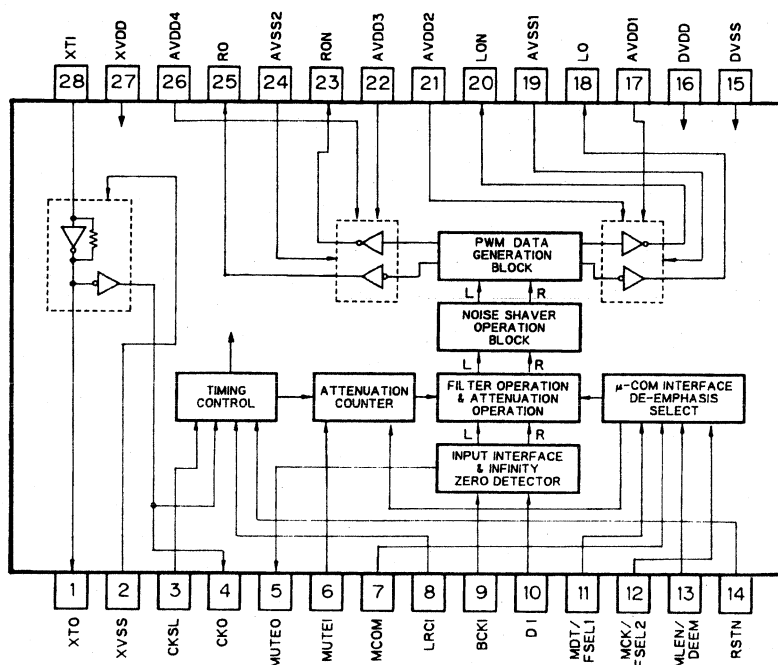 XTI
XVDD
AVDD4
RO
AVSS2
RON
AVDD3
AVDD2
LON
AVSS1
LO
AVDD1
DVDD
DVSS
28
27
26
25
24
23
22
21
20
19
18
17
16
15
PWM DATA
GENERATION
BLOCK
L
R
NOISE SHAVER
OPERATION
BLOCK
L
R
TIMING
CONTROL
ATTENUATION
COUNTER
FILTER OPERATION
& ATTENUATION
OPERATION
μ-COM INTERFACE
DE-EMPHASIS
SELECT
L
R
INPUT INTERFACE
& INFINITY
ZERO DETECTOR
1
2
3
4
5
6
7
8
9
10
11
12
13
14
XTO
XVSS
CKSL
CKO
MUTEO
MUTEI
MCOM
LRCI
BCKI
DI
MDT/
FSEL1
MCK/
FSEL2
MLEN/
DEEM
RSTN